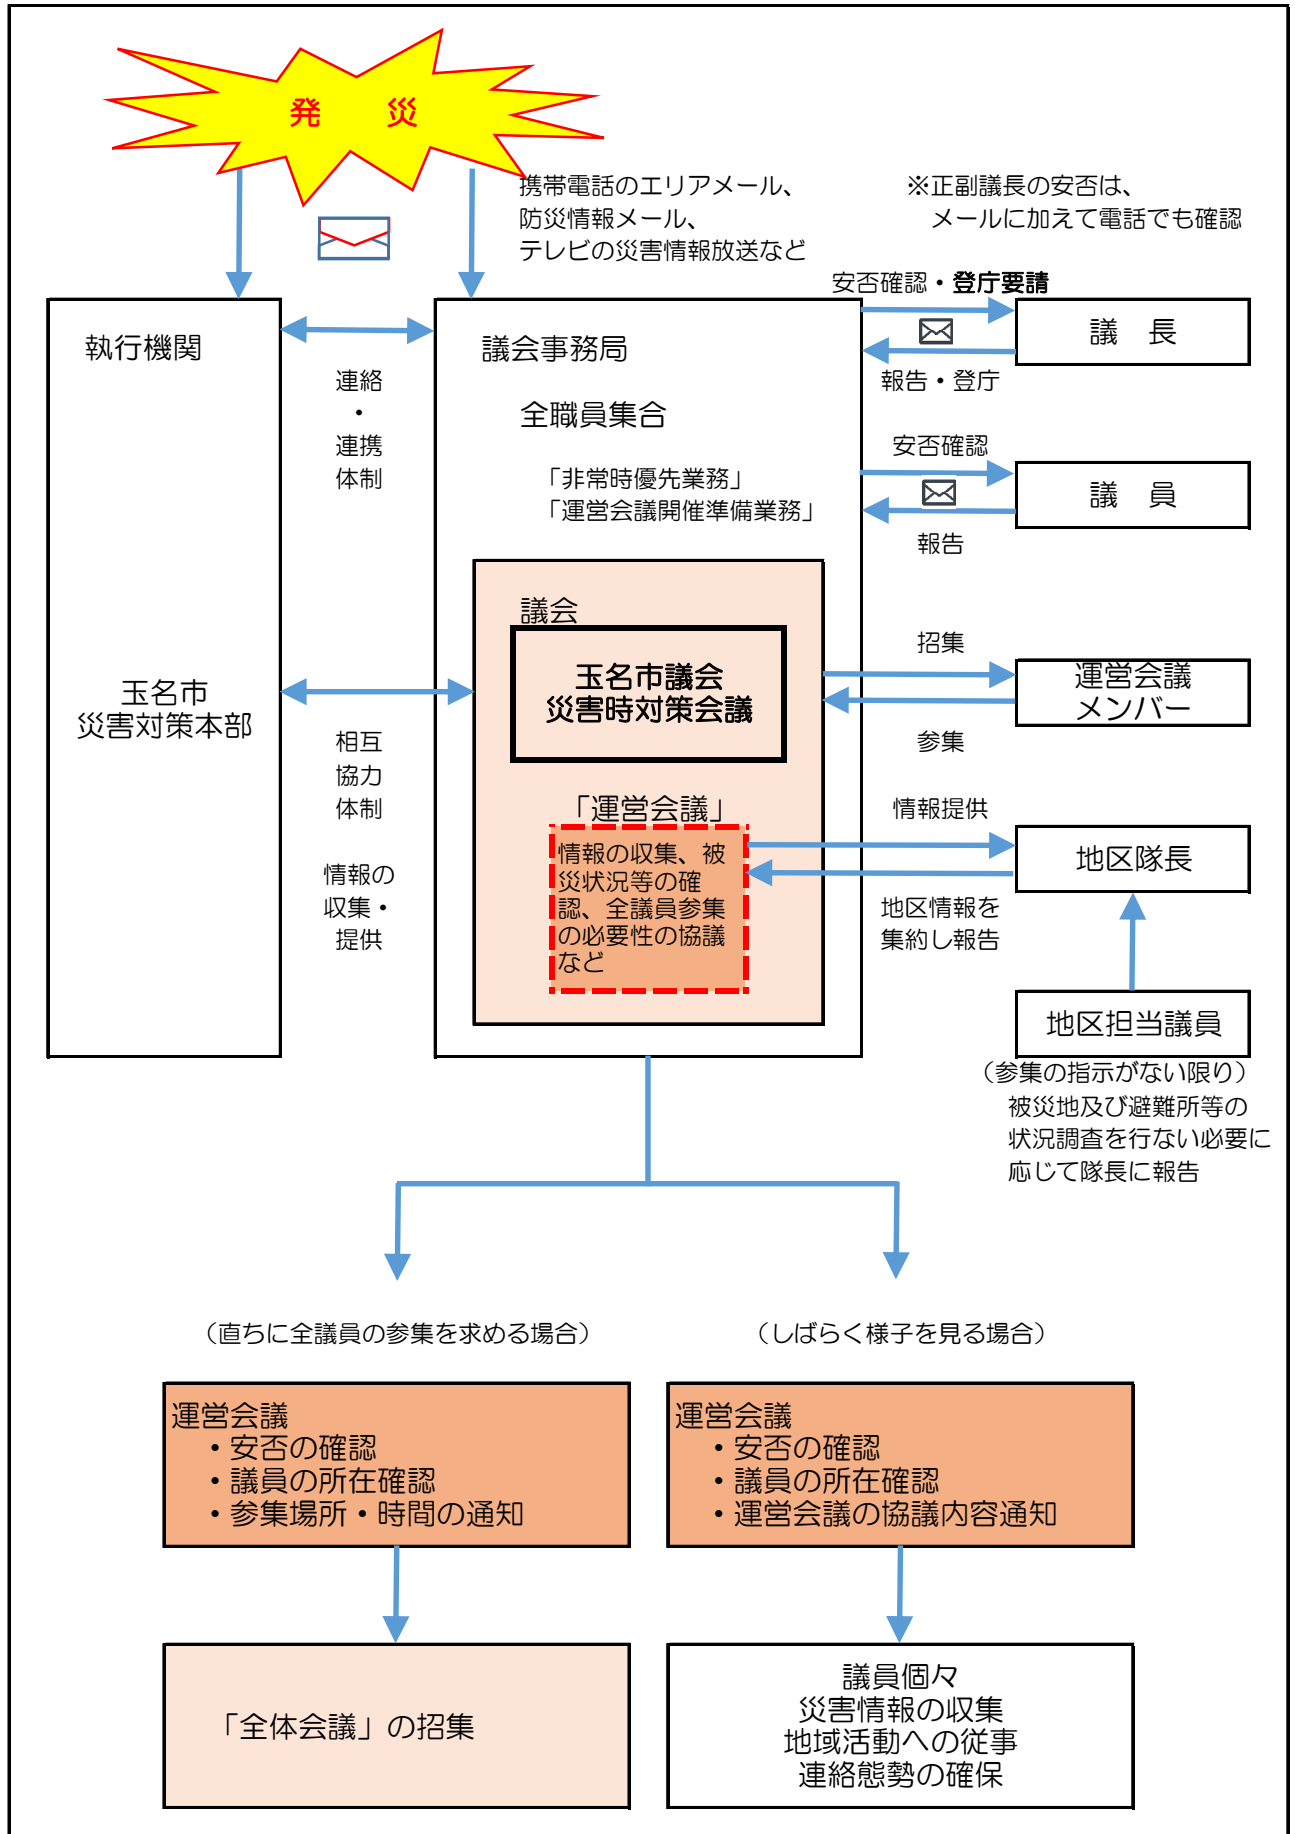 発　災
携帯電話のエリアメール、
防災情報メール、
テレビの災害情報放送など
※正副議長の安否は、
メールに加えて電話でも確認
執行機関
連絡
・
連携
体制
議会事務局
全職員集合
「非常時優先業務」
「運営会議開催準備業務」
安否確認・登庁要請
議　長
報告・登庁
安否確認
議　員
報告
議会
玉名市議会
災害時対策会議
玉名市
災害対策本部
相互
協力
体制
情報の
収集・
提供
招集
運営会議
メンバー
参集
「運営会議」
情報の収集、被
災状況等の確
認、全議員参集
の必要性の協議
など
情報提供
地区隊長
地区情報を
集約し報告
地区担当議員
（参集の指示がない限り）
被災地及び避難所等の
状況調査を行ない必要に
応じて隊長に報告
（直ちに全議員の参集を求める場合）
（しばらく様子を見る場合）
運営会議
・安否の確認
・議員の所在確認
・参集場所・時間の通知
運営会議
・安否の確認
・議員の所在確認
・運営会議の協議内容通知
「全体会議」の招集
議員個々
災害情報の収集
地域活動への従事
連絡態勢の確保